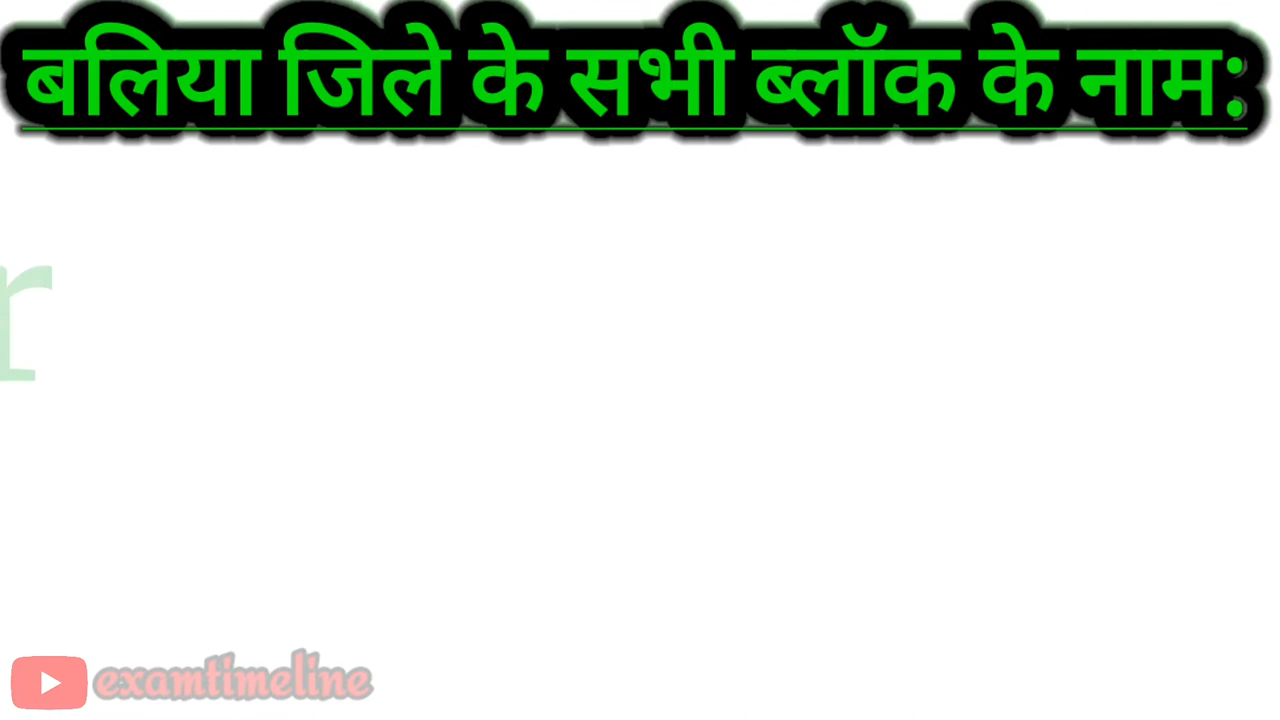 बलिया जिले के सभी ब्लॉक के नाम:
r
examtimeline